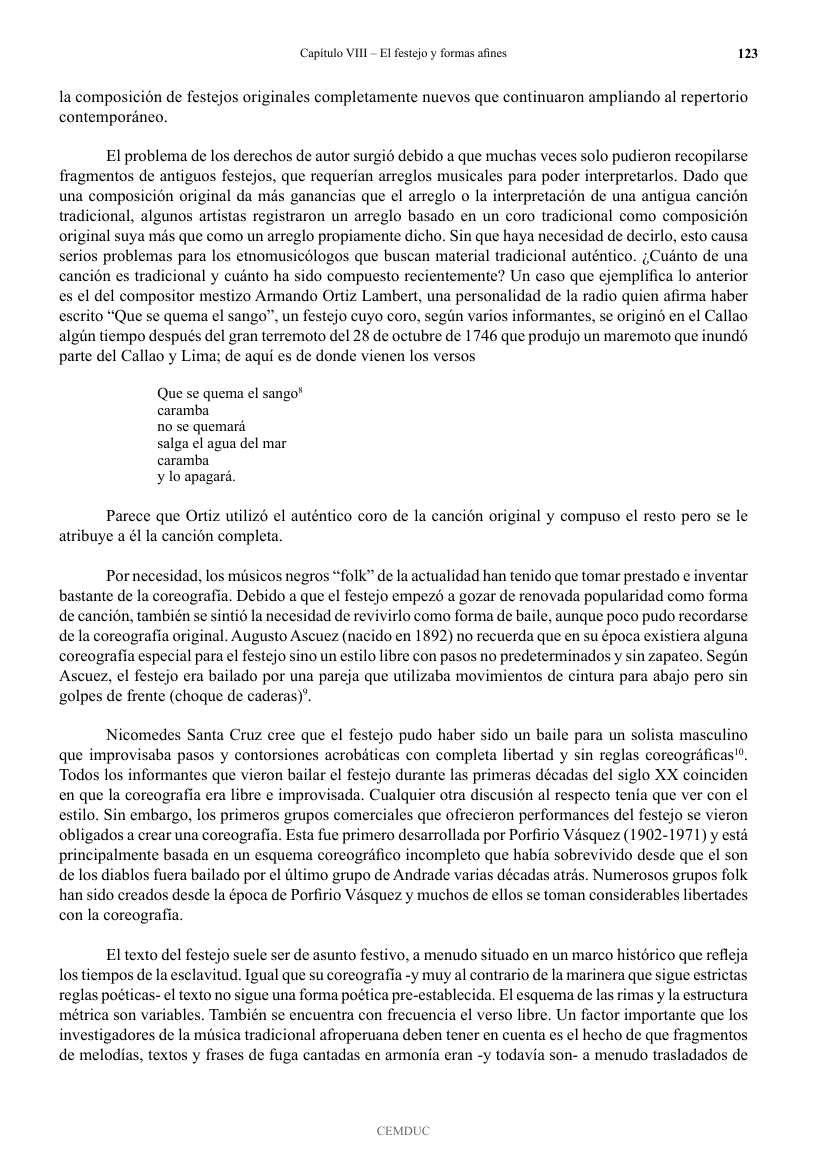 Capítulo VIII – El festejo y formas afines
123
la composición de festejos originales completamente nuevos que continuaron ampliando al repertorio
contemporáneo.
El problema de los derechos de autor surgió debido a que muchas veces solo pudieron recopilarse
fragmentos de antiguos festejos, que requerían arreglos musicales para poder interpretarlos. Dado que
una composición original da más ganancias que el arreglo o la interpretación de una antigua canción
tradicional, algunos artistas registraron un arreglo basado en un coro tradicional como composición
original suya más que como un arreglo propiamente dicho. Sin que haya necesidad de decirlo, esto causa
serios problemas para los etnomusicólogos que buscan material tradicional auténtico. ¿Cuánto de una
canción es tradicional y cuánto ha sido compuesto recientemente? Un caso que ejemplifica lo anterior
es el del compositor mestizo Armando Ortiz Lambert, una personalidad de la radio quien afirma haber
escrito “Que se quema el sango”, un festejo cuyo coro, según varios informantes, se originó en el Callao
algún tiempo después del gran terremoto del 28 de octubre de 1746 que produjo un maremoto que inundó
parte del Callao y Lima; de aquí es de donde vienen los versos
Que se quema el sango⁸
caramba
no se quemará
salga el agua del mar
caramba
y lo apagará.
Parece que Ortiz utilizó el auténtico coro de la canción original y compuso el resto pero se le
atribuye a él la canción completa.
Por necesidad, los músicos negros “folk” de la actualidad han tenido que tomar prestado e inventar
bastante de la coreografía. Debido a que el festejo empezó a gozar de renovada popularidad como forma
de canción, también se sintió la necesidad de revivirlo como forma de baile, aunque poco pudo recordarse
de la coreografía original. Augusto Ascuez (nacido en 1892) no recuerda que en su época existiera alguna
coreografía especial para el festejo sino un estilo libre con pasos no predeterminados y sin zapateo. Según
Ascuez, el festejo era bailado por una pareja que utilizaba movimientos de cintura para abajo pero sin
golpes de frente (choque de caderas)⁹.
Nicomedes Santa Cruz cree que el festejo pudo haber sido un baile para un solista masculino
que improvisaba pasos y contorsiones acrobáticas con completa libertad y sin reglas coreográficas¹⁰.
Todos los informantes que vieron bailar el festejo durante las primeras décadas del siglo XX coinciden
en que la coreografía era libre e improvisada. Cualquier otra discusión al respecto tenía que ver con el
estilo. Sin embargo, los primeros grupos comerciales que ofrecieron performances del festejo se vieron
obligados a crear una coreografía. Esta fue primero desarrollada por Porfirio Vásquez (1902-1971) y está
principalmente basada en un esquema coreográfico incompleto que había sobrevivido desde que el son
de los diablos fuera bailado por el último grupo de Andrade varias décadas atrás. Numerosos grupos folk
han sido creados desde la época de Porfirio Vásquez y muchos de ellos se toman considerables libertades
con la coreografía.
El texto del festejo suele ser de asunto festivo, a menudo situado en un marco histórico que refleja
los tiempos de la esclavitud. Igual que su coreografía -y muy al contrario de la marinera que sigue estrictas
reglas poéticas- el texto no sigue una forma poética pre-establecida. El esquema de las rimas y la estructura
métrica son variables. También se encuentra con frecuencia el verso libre. Un factor importante que los
investigadores de la música tradicional afroperuana deben tener en cuenta es el hecho de que fragmentos
de melodías, textos y frases de fuga cantadas en armonía eran -y todavía son- a menudo trasladados de
CEMDUC